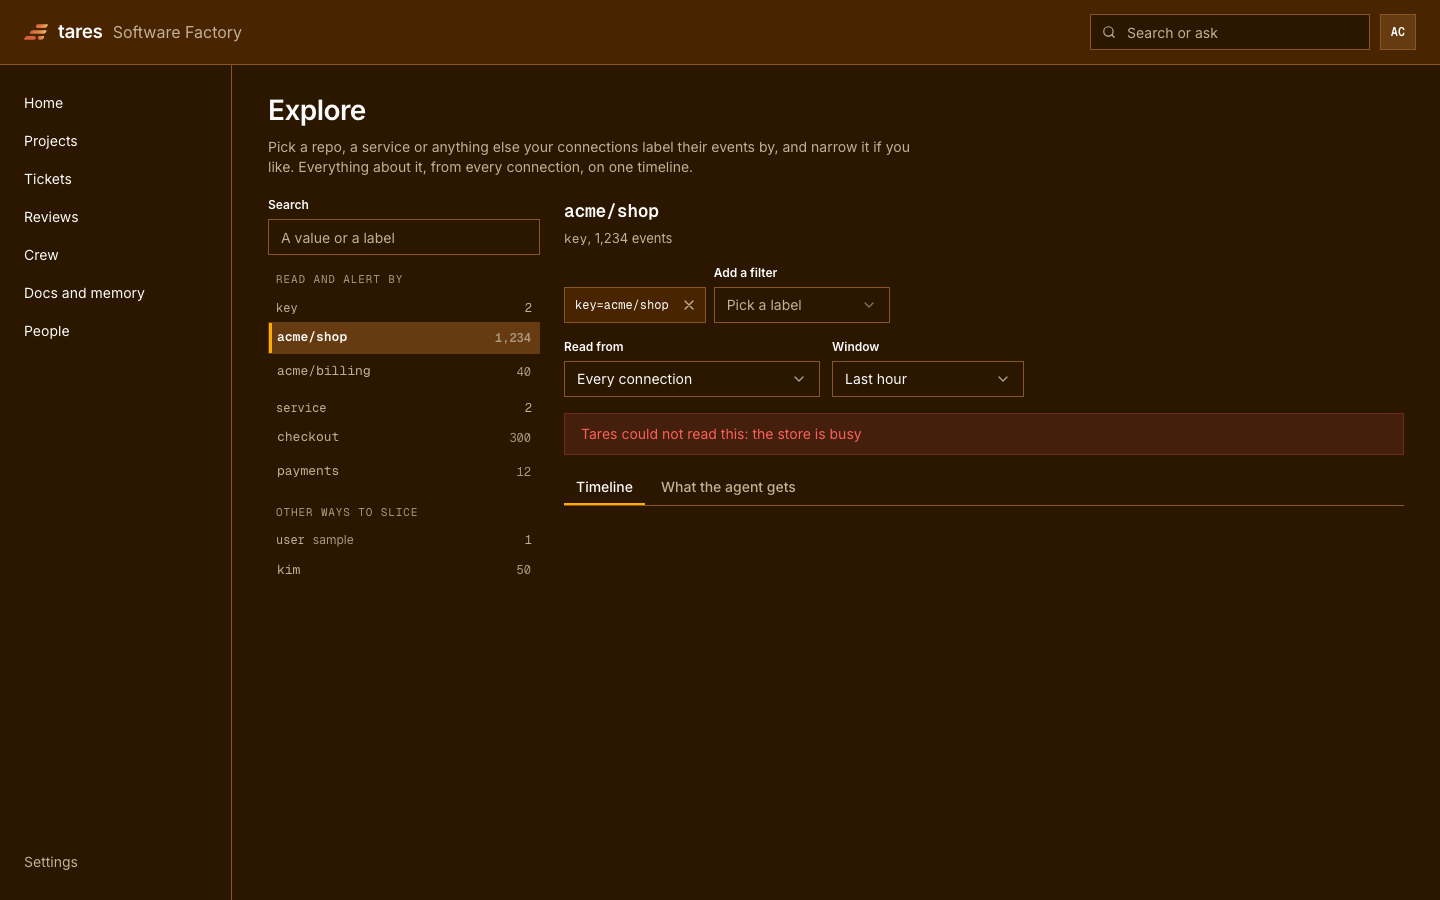 tares Software Factory
Search or ask
AC
Home
Projects
Tickets
Reviews
Crew
Docs and memory
People
Settings
Explore
Pick a repo, a service or anything else your connections label their events by, and narrow it if you
like. Everything about it, from every connection, on one timeline.
Search
A value or a label
READ AND ALERT BY
key 2
acme/shop 1,234
acme/billing 40
service 2
checkout 300
payments 12
OTHER WAYS TO SLICE
user sample 1
kim 50
acme/shop
key, 1,234 events
Add a filter
key=acme/shop
Pick a label
Read from
Window
Every connection
Last hour
Tares could not read this: the store is busy
Timeline
What the agent gets